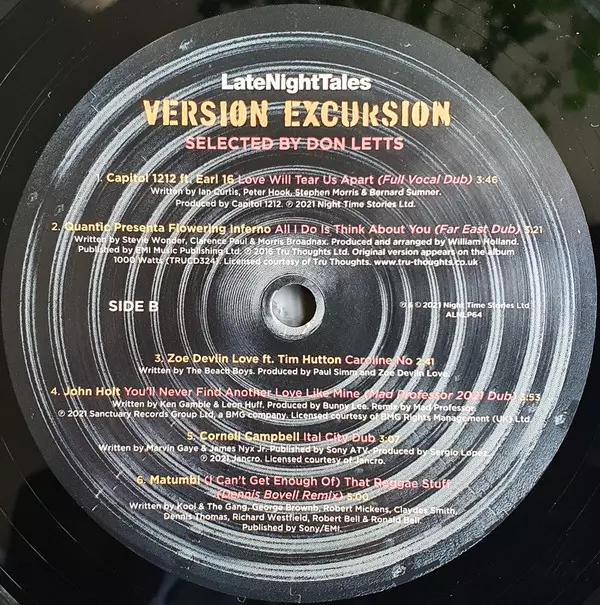 LateNightTales
VERSION EXCURSION
SELECTED BY DON LETTS
1. Capitol 1212 ft. Earl 16 Love Will Tear Us Apart (Full Vocal Dub) 3:46
Written by Ian Curtis, Peter Hook, Stephen Morris & Bernard Sumner.
Produced by Capitol 1212. ℗ 2021 Night Time Stories Ltd.
2. Quantic Presenta Flowering Inferno All I Do Is Think About You (Far East Dub) 3:21
Written by Stevie Wonder, Clarence Paul & Morris Broadnax. Produced and arranged by William Holland.
Published by EMI Music Publishing Ltd. ℗ 2016 Tru Thoughts Ltd. Original version appears on the album
1000 Watts (TRUCD324). Licensed courtesy of Tru Thoughts. www.tru-thoughts.co.uk
SIDE B
℗ & © 2021 Night Time Stories Ltd
ALNLP64
3. Zoe Devlin Love ft. Tim Hutton Caroline No 2:41
Written by The Beach Boys. Produced by Paul Simm and Zoe Devlin Love.
4. John Holt You'll Never Find Another Love Like Mine (Mad Professor 2021 Dub) 3:53
Written by Ken Gamble & Leon Huff. Produced by Bunny Lee. Remix by Mad Professor.
℗ 2021 Sanctuary Records Group Ltd, a BMG company. Licensed courtesy of BMG Rights Management (UK) Ltd.
5. Cornell Campbell Ital City Dub 3:07
Written by Marvin Gaye & James Nyx Jr. Published by Sony ATV. Produced by Sergio Lopez.
℗ 2021 Jancro. Licensed courtesy of Jancro.
6. Matumbi (I Can't Get Enough Of) That Reggae Stuff
(Dennis Bovell Remix) 5:00
Written by Kool & The Gang, George Brownb, Robert Mickens, Claydes Smith,
Dennis Thomas, Richard Westfield, Robert Bell & Ronald Bell.
Published by Sony/EMI.